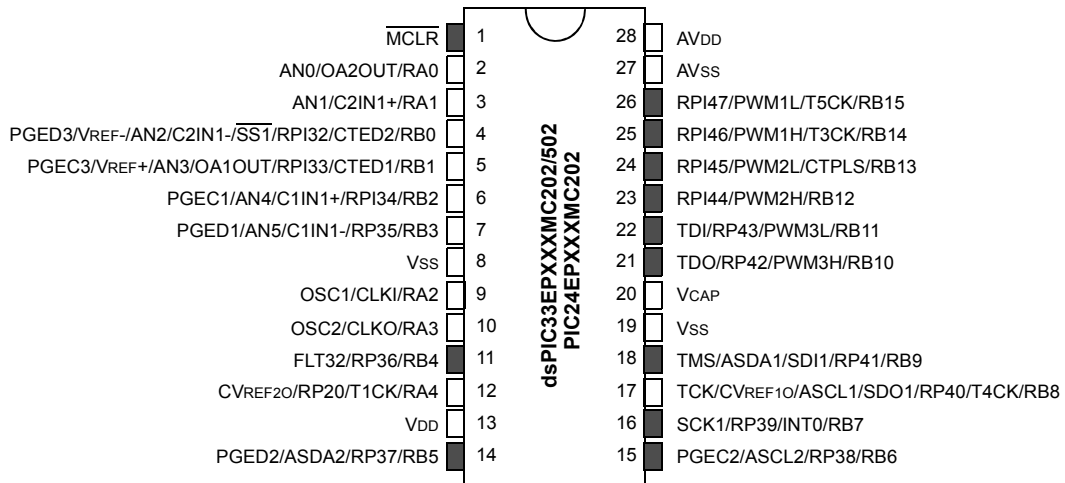 MCLR 1 28 AVDD
AN0/OA2OUT/RA0 2 27 AVSS
AN1/C2IN1+/RA1 3 26 RPI47/PWM1L/T5CK/RB15
PGED3/VREF-/AN2/C2IN1-/SS1/RPI32/CTED2/RB0 4 25 RPI46/PWM1H/T3CK/RB14
PGEC3/VREF+/AN3/OA1OUT/RPI33/CTED1/RB1 5 24 RPI45/PWM2L/CTPLS/RB13
PGEC1/AN4/C1IN1+/RPI34/RB2 6 23 RPI44/PWM2H/RB12
PGED1/AN5/C1IN1-/RP35/RB3 7 22 TDI/RP43/PWM3L/RB11
VSS 8 21 TDO/RP42/PWM3H/RB10
OSC1/CLKI/RA2 9 20 VCAP
OSC2/CLKO/RA3 10 19 VSS
FLT32/RP36/RB4 11 18 TMS/ASDA1/SDI1/RP41/RB9
CVREF2O/RP20/T1CK/RA4 12 17 TCK/CVREF1O/ASCL1/SDO1/RP40/T4CK/RB8
VDD 13 16 SCK1/RP39/INT0/RB7
PGED2/ASDA2/RP37/RB5 14 15 PGEC2/ASCL2/RP38/RB6
dsPIC33EPXXXMC202/502
PIC24EPXXXMC202